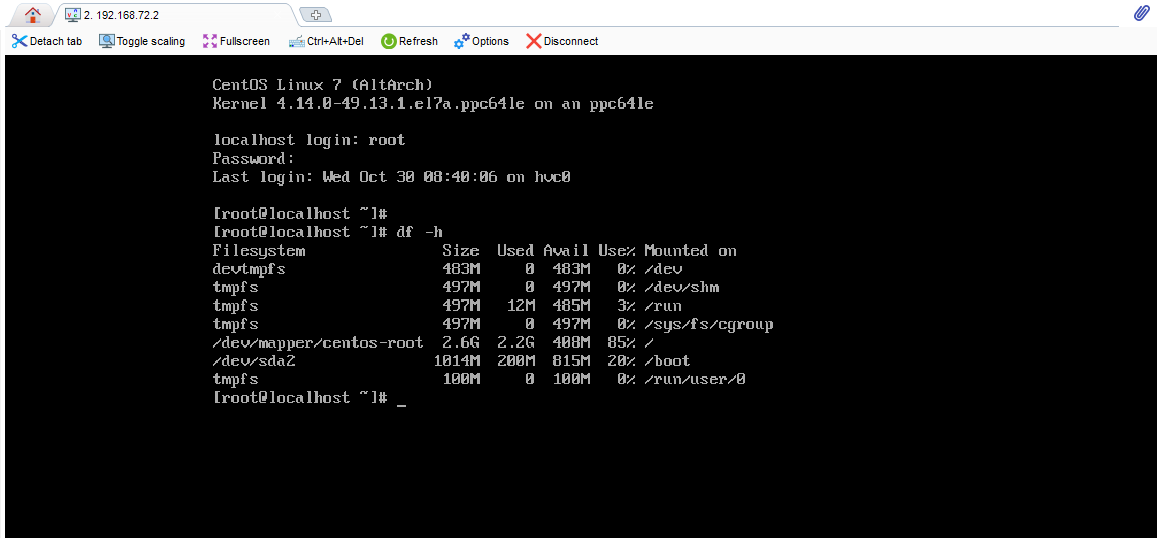 2. 192.168.72.2
Detach tab Toggle scaling Fullscreen Ctrl+Alt+Del Refresh Options Disconnect
CentOS Linux 7 (AltArch)
Kernel 4.14.0-49.13.1.el7a.ppc64le on an ppc64le
localhost login: root
Password:
Last login: Wed Oct 30 08:40:06 on hvc0
[root@localhost ~]#
[root@localhost ~]# df -h
Filesystem Size Used Avail Use% Mounted on
devtmpfs 483M 0 483M 0% /dev
tmpfs 497M 0 497M 0% /dev/shm
tmpfs 497M 12M 485M 3% /run
tmpfs 497M 0 497M 0% /sys/fs/cgroup
/dev/mapper/centos-root 2.6G 2.2G 408M 85% /
/dev/sda2 1014M 200M 815M 20% /boot
tmpfs 100M 0 100M 0% /run/user/0
[root@localhost ~]# _